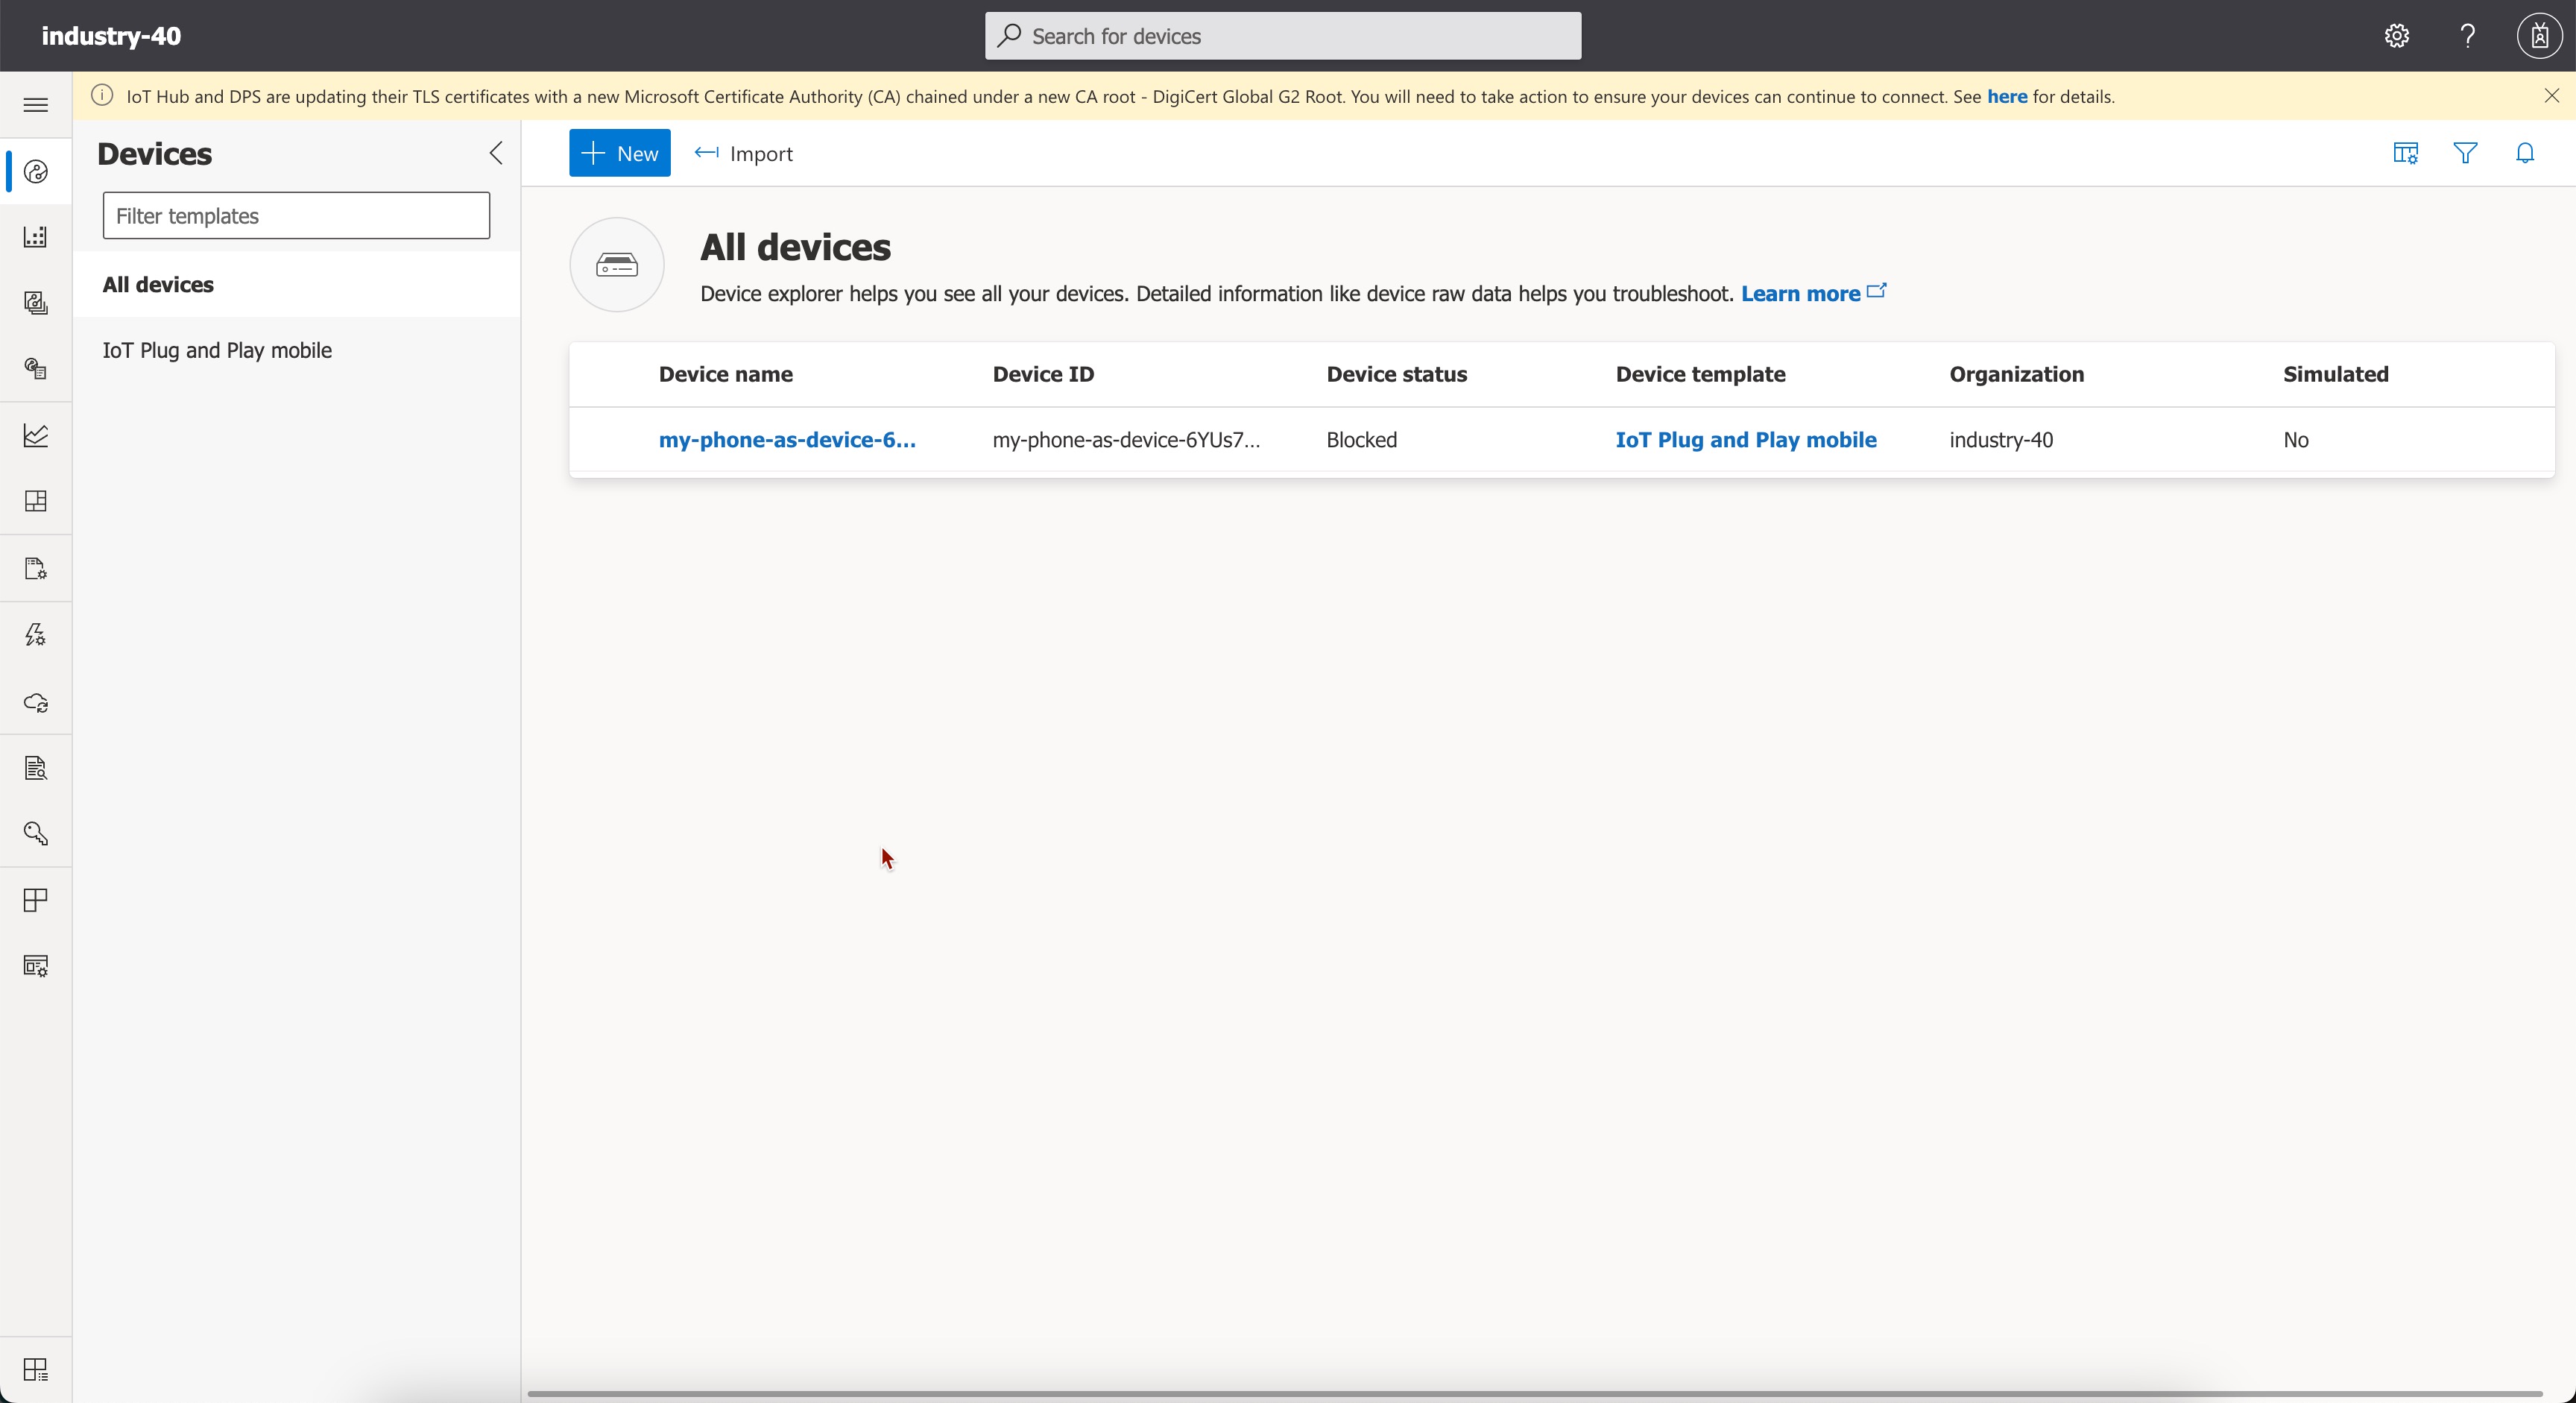 industry-40
Search for devices
IoT Hub and DPS are updating their TLS certificates with a new Microsoft Certificate Authority (CA) chained under a new CA root - DigiCert Global G2 Root. You will need to take action to ensure your devices can continue to connect. See here for details.
Devices
Filter templates
All devices
IoT Plug and Play mobile
New
Import
All devices
Device explorer helps you see all your devices. Detailed information like device raw data helps you troubleshoot. Learn more
Device name Device ID Device status Device template Organization Simulated
my-phone-as-device-6... my-phone-as-device-6YUs7... Blocked IoT Plug and Play mobile industry-40 No